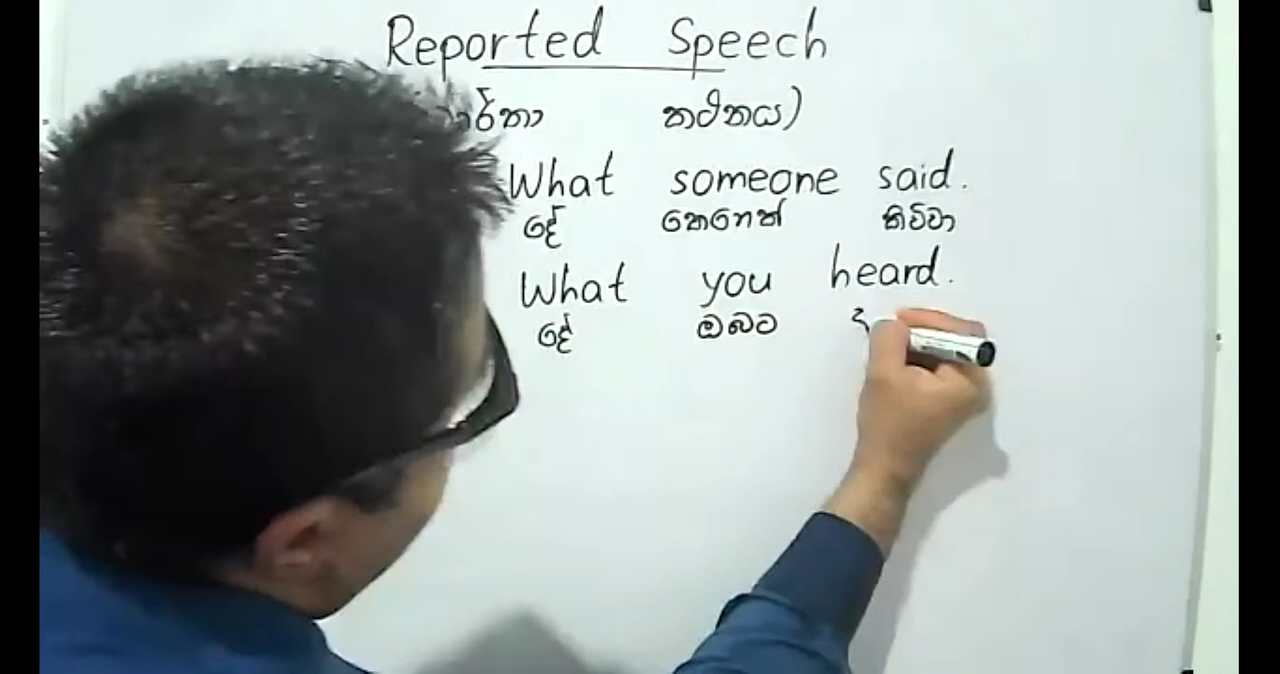 Reported Speech
කථනය)
What someone said.
දේ කෙනෙක් කිව්වා
What you heard.
දේ ඔබට